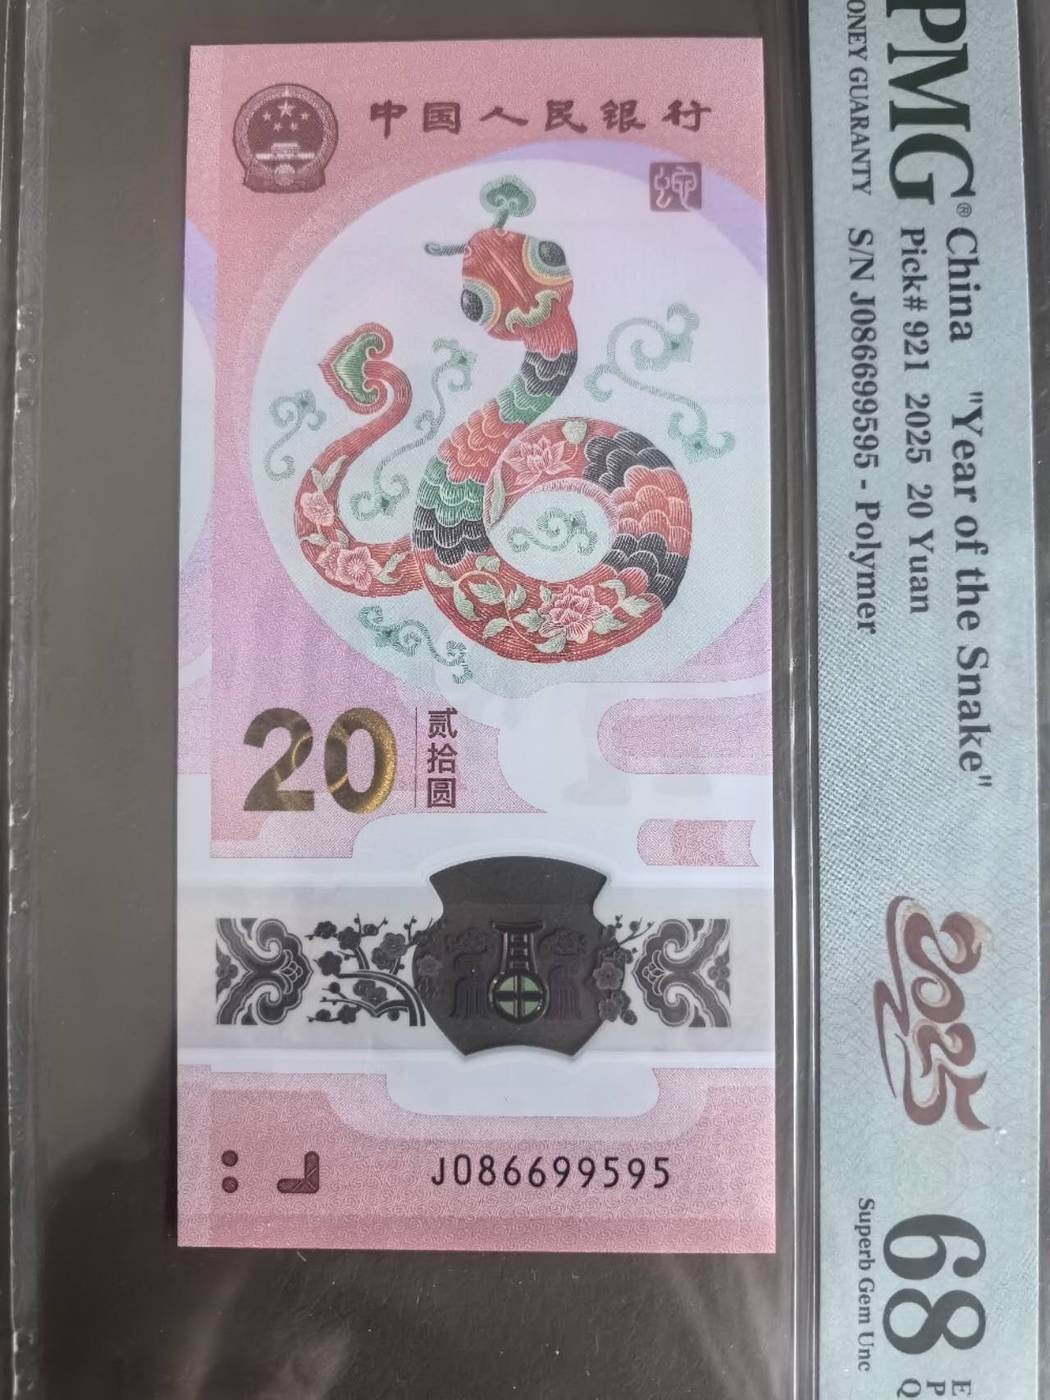 中国人民银行
蛇
20
贰拾圆
J086699595
PMG
ONEY GUARANTY
®
China "Year of the Snake"
Pick# 921 2025 20 Yuan
S/N J086699595 - Polymer
2025
68
Superb Gem Unc
E
P
Q